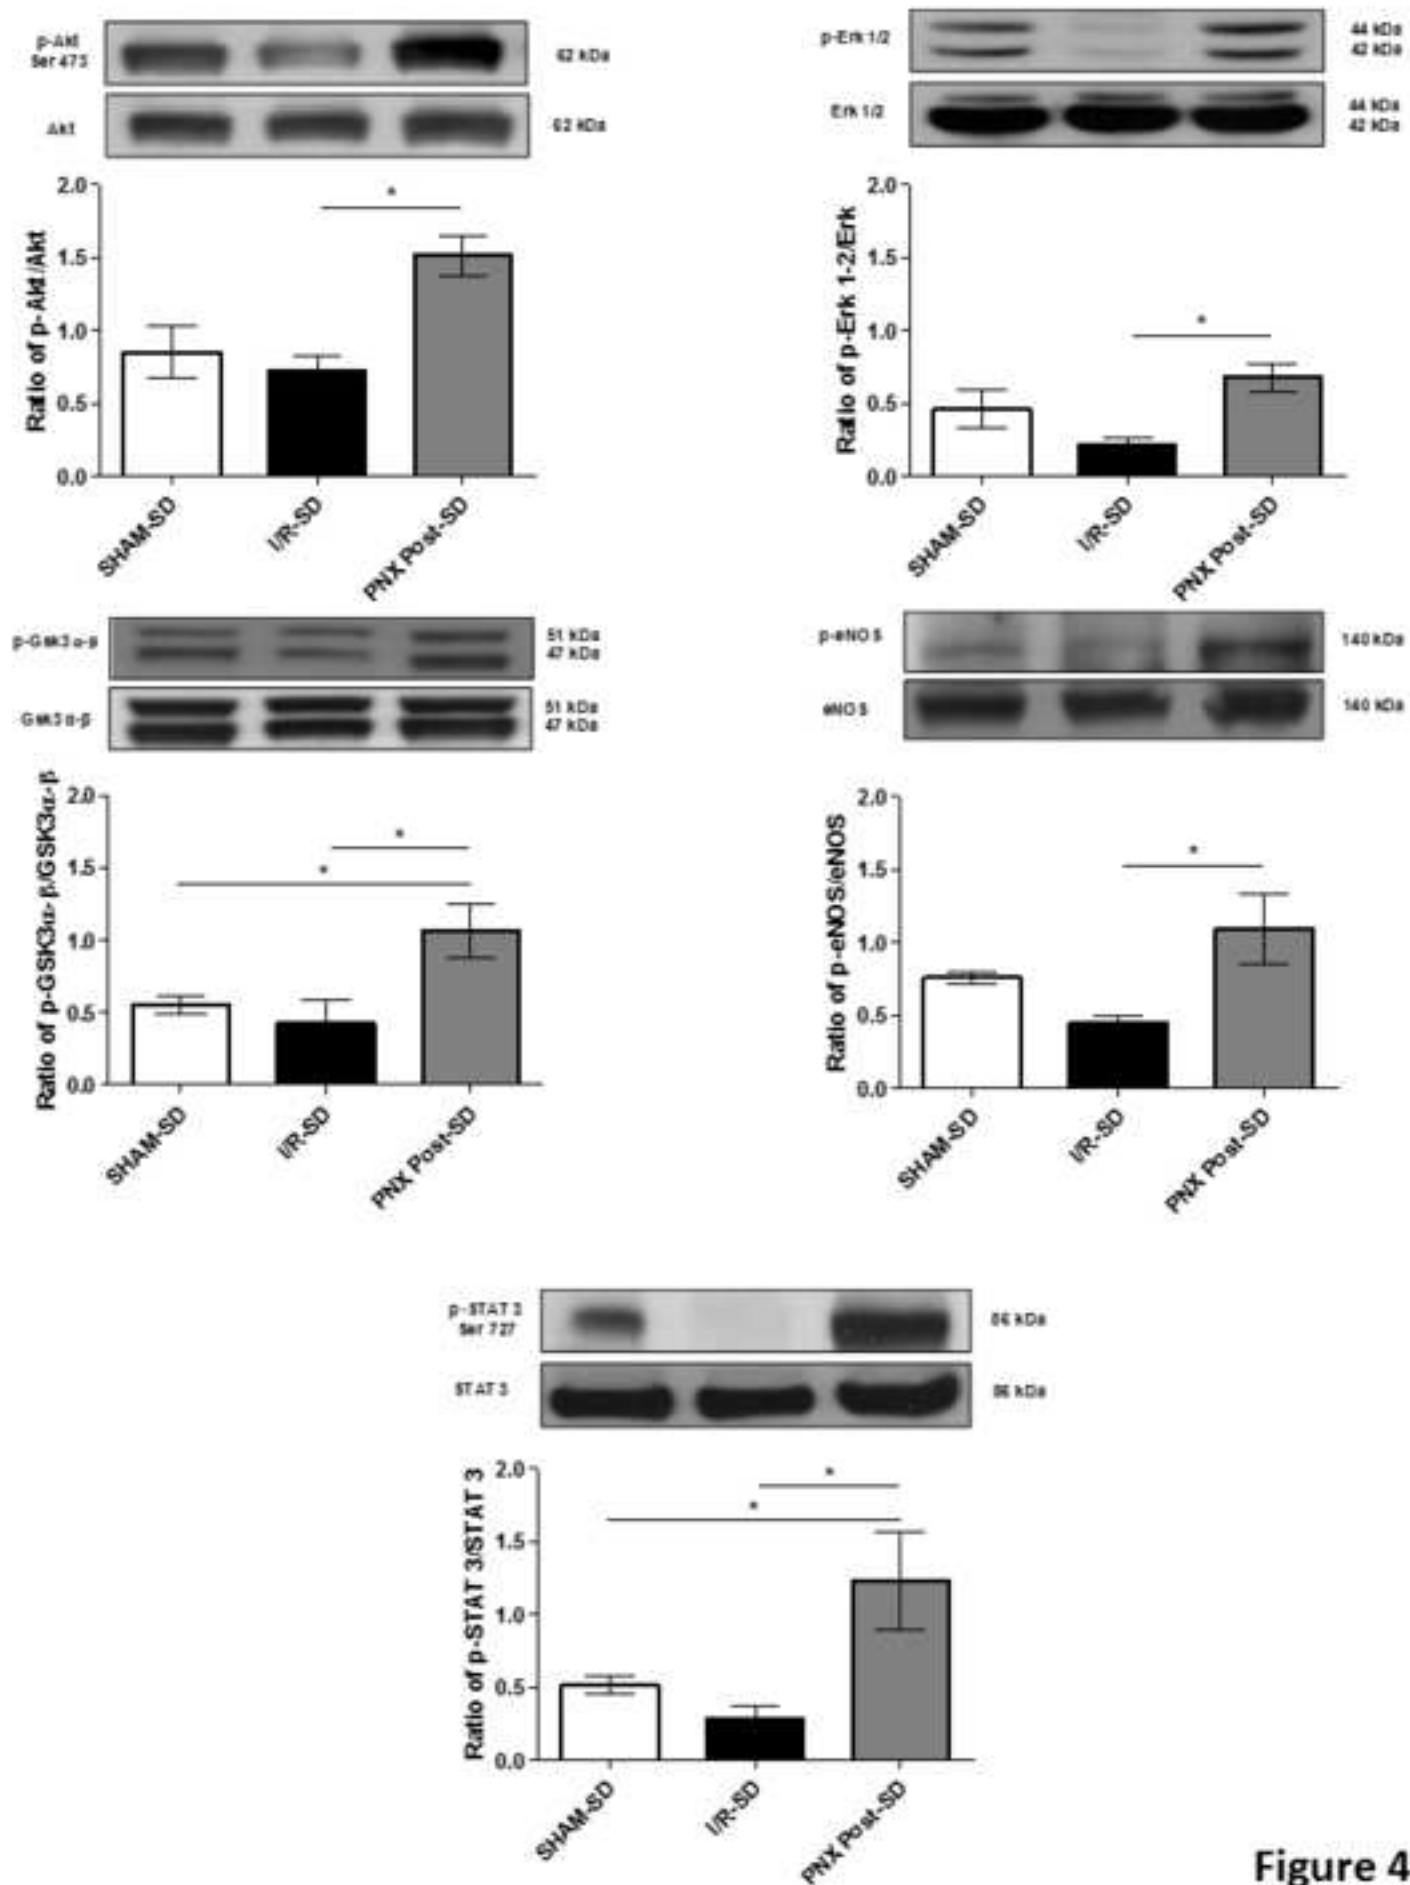 p-Akt
Ser 473
62 kDa
Akt
62 kDa
2.0
1.5
1.0
0.5
0.0
Ratio of p-Akt/Akt
*
SHAM-SD
I/R-SD
PNX Post-SD
p-Erk 1/2
44 kDa
42 kDa
Erk 1/2
44 kDa
42 kDa
2.0
1.5
1.0
0.5
0.0
Ratio of p-Erk 1-2/Erk
*
SHAM-SD
I/R-SD
PNX Post-SD
p-Gsk3 α-β
51 kDa
47 kDa
Gsk3 α-β
51 kDa
47 kDa
2.0
1.5
1.0
0.5
0.0
Ratio of p-GSK3α-β/GSK3α-β
*
*
SHAM-SD
I/R-SD
PNX Post-SD
p-eNOS
140 kDa
eNOS
140 kDa
2.0
1.5
1.0
0.5
0.0
Ratio of p-eNOS/eNOS
*
SHAM-SD
I/R-SD
PNX Post-SD
p-STAT 3
Ser 727
86 kDa
STAT 3
86 kDa
2.0
1.5
1.0
0.5
0.0
Ratio of p-STAT 3/STAT 3
*
*
SHAM-SD
I/R-SD
PNX Post-SD
Figure 4